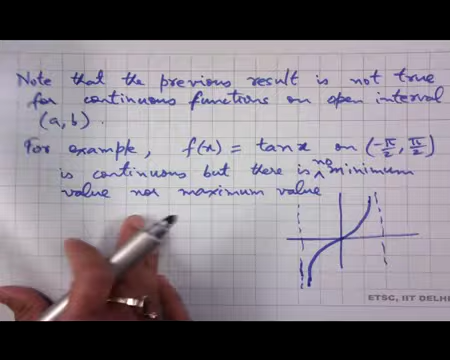 Note that the previous result is not true
for continuous functions on open interval
(a, b).
For example, f(x) = tan x on (-π/2, π/2)
is continuous but there is no minimum
value nor maximum value
ETSC, IIT DELHI